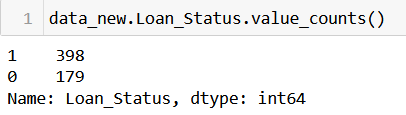 1 data_new.Loan_Status.value_counts()
1    398
0    179
Name: Loan_Status, dtype: int64